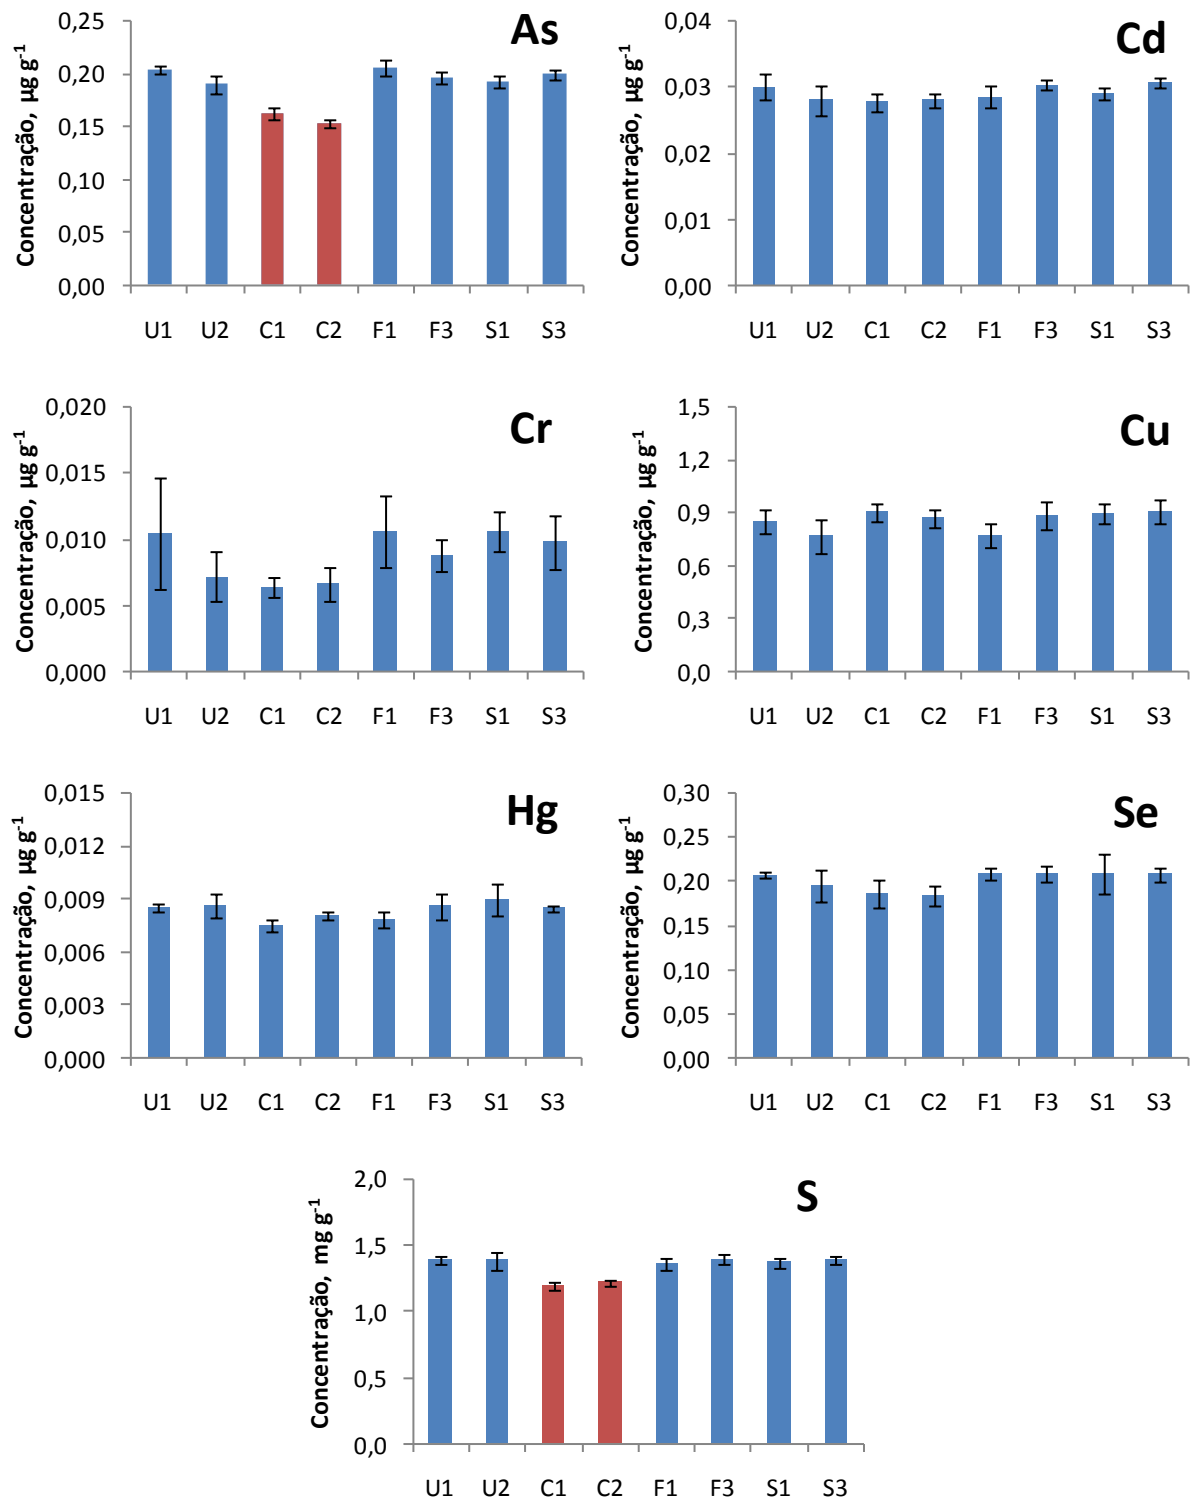 As
Concentração, µg g-1
0,25
0,20
0,15
0,10
0,05
0,00
U1 U2 C1 C2 F1 F3 S1 S3
Cd
Concentração, µg g-1
0,04
0,03
0,02
0,01
0,00
U1 U2 C1 C2 F1 F3 S1 S3
Cr
Concentração, µg g-1
0,020
0,015
0,010
0,005
0,000
U1 U2 C1 C2 F1 F3 S1 S3
Cu
Concentração, µg g-1
1,5
1,2
0,9
0,6
0,3
0,0
U1 U2 C1 C2 F1 F3 S1 S3
Hg
Concentração, µg g-1
0,015
0,012
0,009
0,006
0,003
0,000
U1 U2 C1 C2 F1 F3 S1 S3
Se
Concentração, µg g-1
0,30
0,25
0,20
0,15
0,10
0,05
0,00
U1 U2 C1 C2 F1 F3 S1 S3
S
Concentração, mg g-1
2,0
1,5
1,0
0,5
0,0
U1 U2 C1 C2 F1 F3 S1 S3